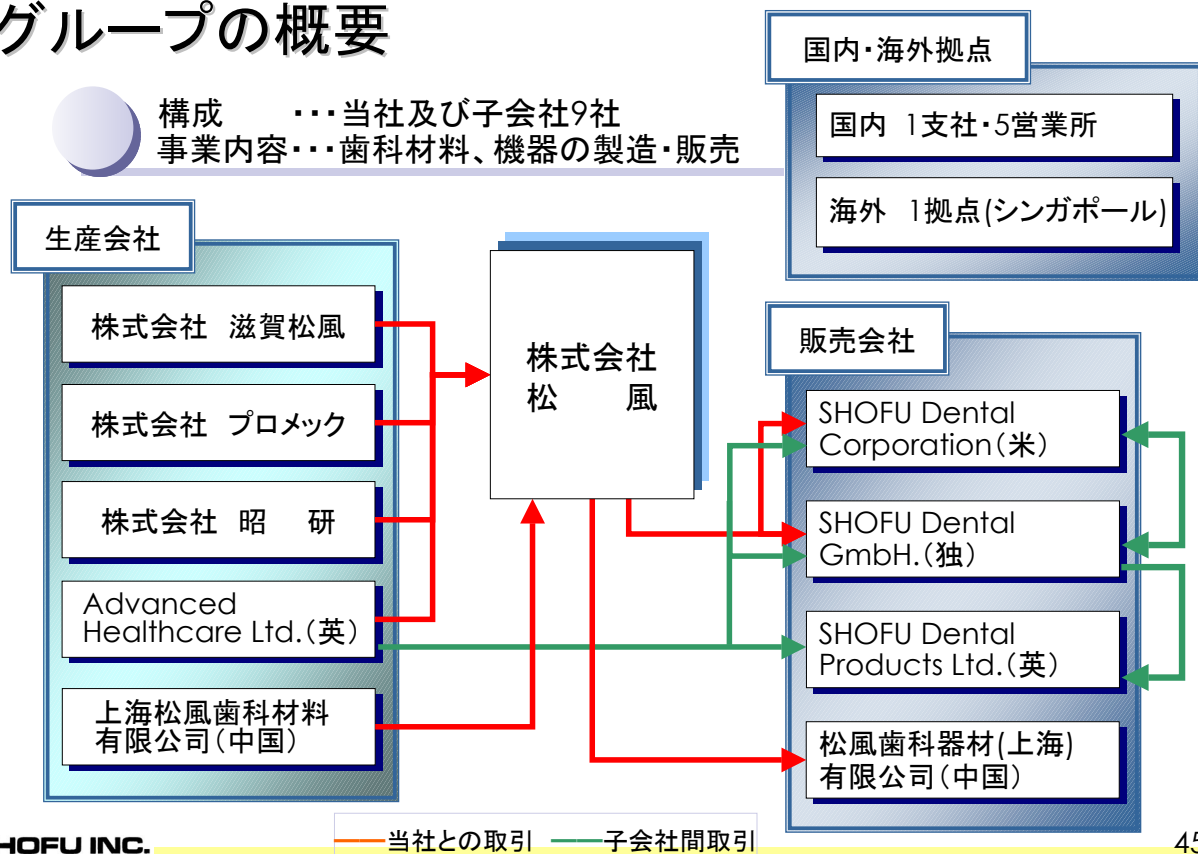 グループの概要
構成　　･･･当社及び子会社9社
事業内容･･･歯科材料、機器の製造・販売
国内・海外拠点
国内 1支社・5営業所
海外 1拠点(シンガポール)
生産会社
株式会社 滋賀松風
株式会社 プロメック
株式会社 昭 研
Advanced
Healthcare Ltd.(英)
上海松風歯科材料
有限公司(中国)
株式会社
松 風
販売会社
SHOFU Dental
Corporation(米)
SHOFU Dental
GmbH.(独)
SHOFU Dental
Products Ltd.(英)
松風歯科器材(上海)
有限公司(中国)
当社との取引 子会社間取引
HOFU INC.
45